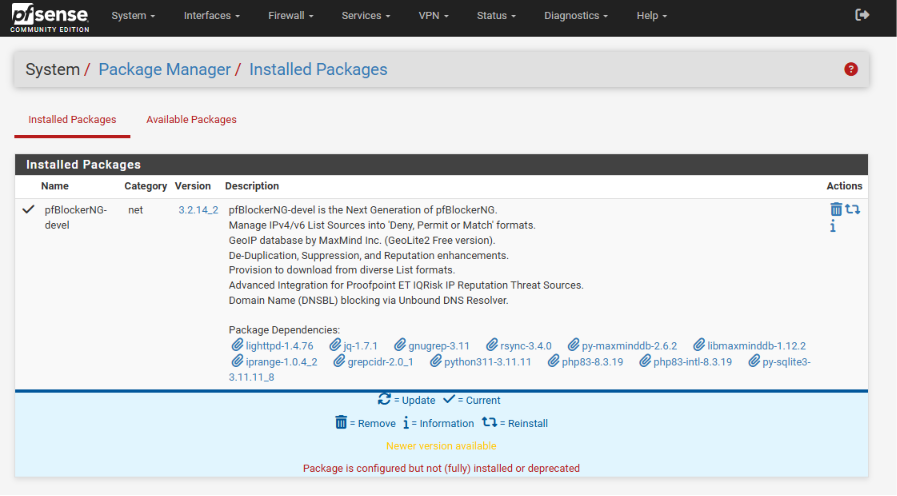 pfsense System Interfaces Firewall Services VPN Status Diagnostics Help
COMMUNITY EDITION
System / Package Manager / Installed Packages
Installed Packages Available Packages
Installed Packages
Name Category Version Description Actions
pfBlockerNG-devel net 3.2.14_2 pfBlockerNG-devel is the Next Generation of pfBlockerNG.
Manage IPv4/v6 List Sources into 'Deny, Permit or Match' formats.
GeoIP database by MaxMind Inc. (GeoLite2 Free version).
De-Duplication, Suppression, and Reputation enhancements.
Provision to download from diverse List formats.
Advanced Integration for Proofpoint ET IQRisk IP Reputation Threat Sources.
Domain Name (DNSBL) blocking via Unbound DNS Resolver.
Package Dependencies:
lighttpd-1.4.76 jq-1.7.1 gnugrep-3.11 rsync-3.4.0 py-maxminddb-2.6.2 libmaxminddb-1.12.2
iprange-1.0.4_2 grepcidr-2.0_1 python311-3.11.11 php83-8.3.19 php83-intl-8.3.19 py-sqlite3-
3.11.11_8
= Update = Current
= Remove = Information = Reinstall
Newer version available
Package is configured but not (fully) installed or deprecated